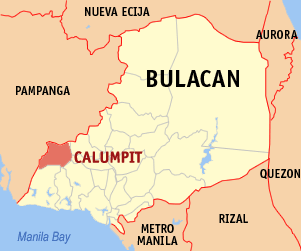 NUEVA ECIJA
AURORA
BULACAN
PAMPANGA
CALUMPIT
QUEZON
Manila Bay
METRO
MANILA
RIZAL